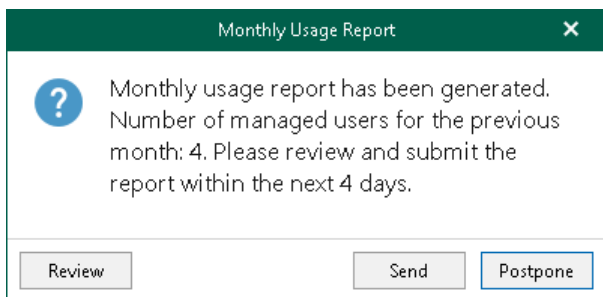 Monthly Usage Report
Monthly usage report has been generated.
Number of managed users for the previous
month: 4. Please review and submit the
report within the next 4 days.
Review Send Postpone